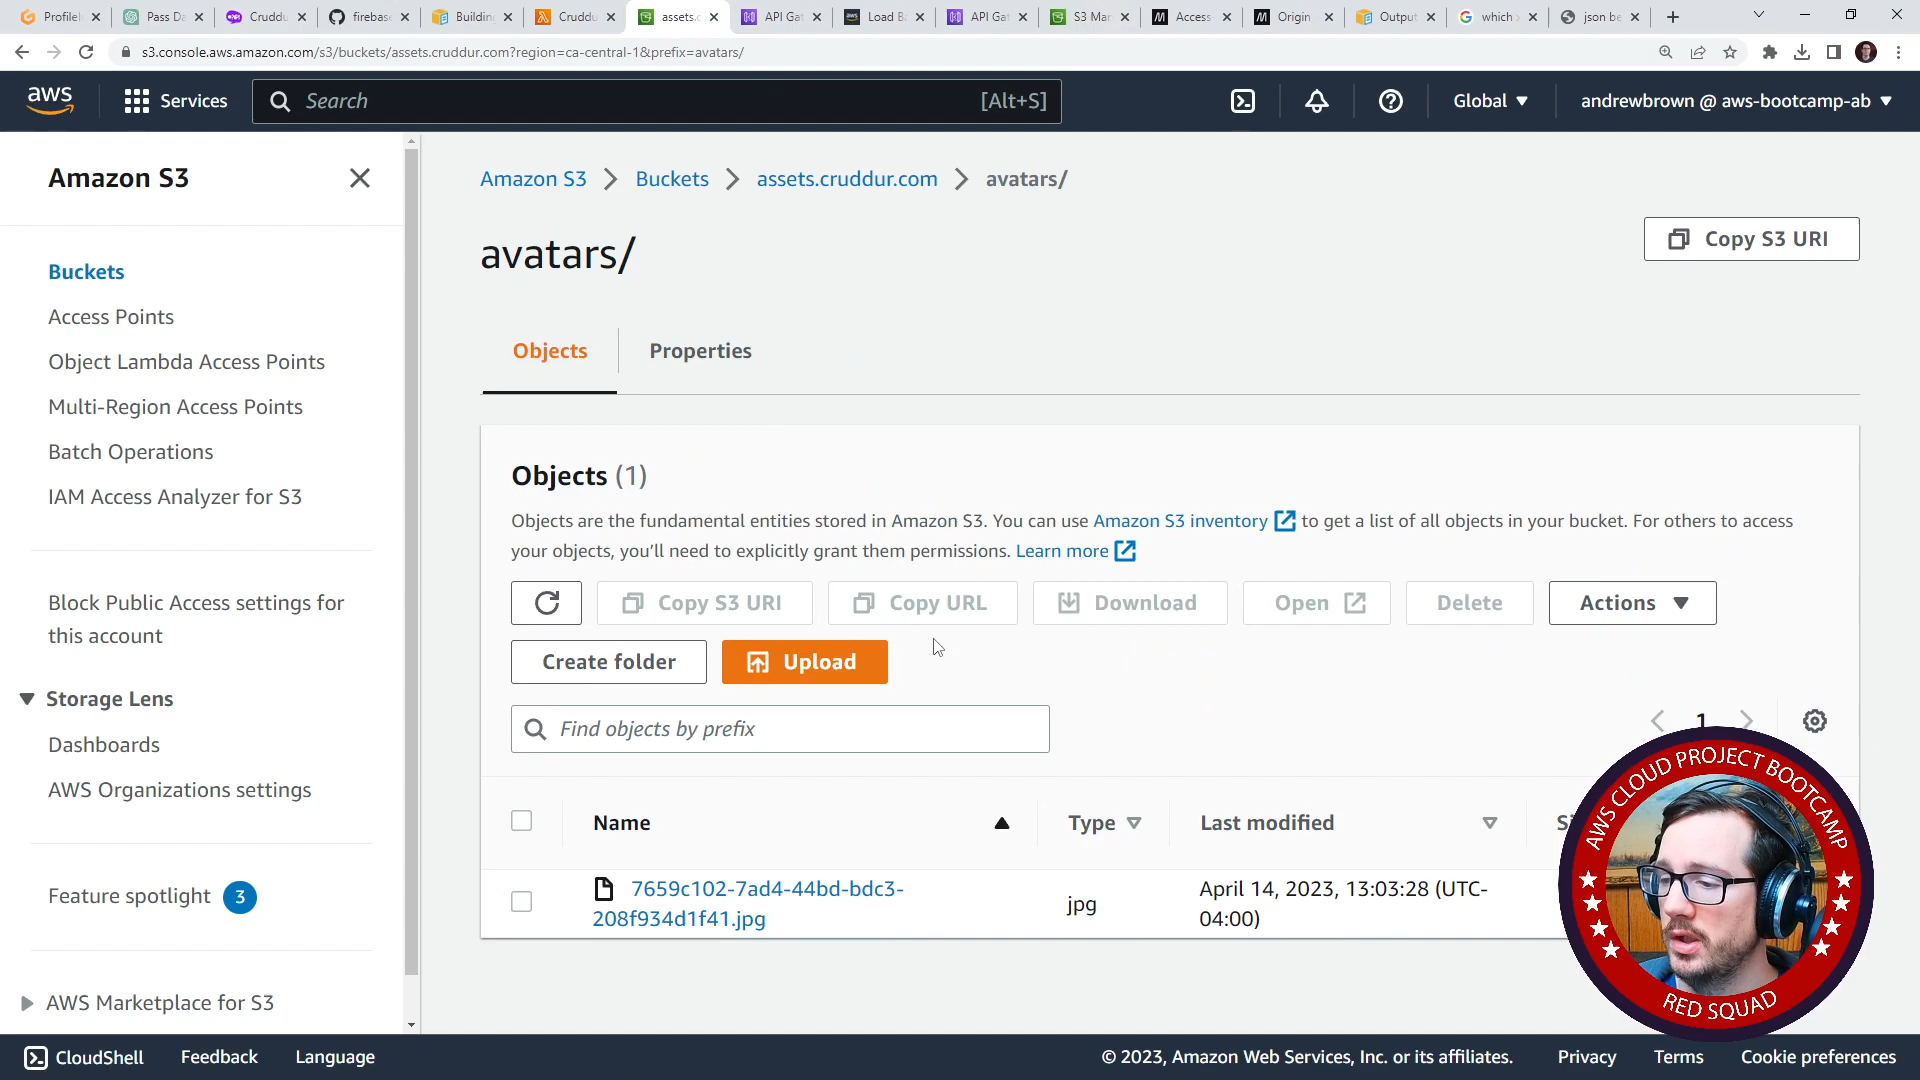 Profile
Pass Da
Cruddu
firebase
Building
Cruddu
assets.c
API Gat
Load Ba
API Gat
S3 Man
Access
Origin
Output
which
json be
s3.console.aws.amazon.com/s3/buckets/assets.cruddur.com?region=ca-central-1&prefix=avatars/
aws
Services
Search
[Alt+S]
Global
andrewbrown @ aws-bootcamp-ab
Amazon S3
Buckets
Access Points
Object Lambda Access Points
Multi-Region Access Points
Batch Operations
IAM Access Analyzer for S3
Block Public Access settings for
this account
Storage Lens
Dashboards
AWS Organizations settings
Feature spotlight 3
AWS Marketplace for S3
Amazon S3 > Buckets > assets.cruddur.com > avatars/
avatars/
Copy S3 URI
Objects
Properties
Objects (1)
Objects are the fundamental entities stored in Amazon S3. You can use Amazon S3 inventory to get a list of all objects in your bucket. For others to access
your objects, you’ll need to explicitly grant them permissions. Learn more
Copy S3 URI
Copy URL
Download
Open
Delete
Actions
Create folder
Upload
Find objects by prefix
1
Name
Type
Last modified
7659c102-7ad4-44bd-bdc3-
208f934d1f41.jpg
jpg
April 14, 2023, 13:03:28 (UTC-
04:00)
AWS CLOUD PROJECT BOOTCAMP
RED SQUAD
CloudShell
Feedback
Language
© 2023, Amazon Web Services, Inc. or its affiliates.
Privacy
Terms
Cookie preferences